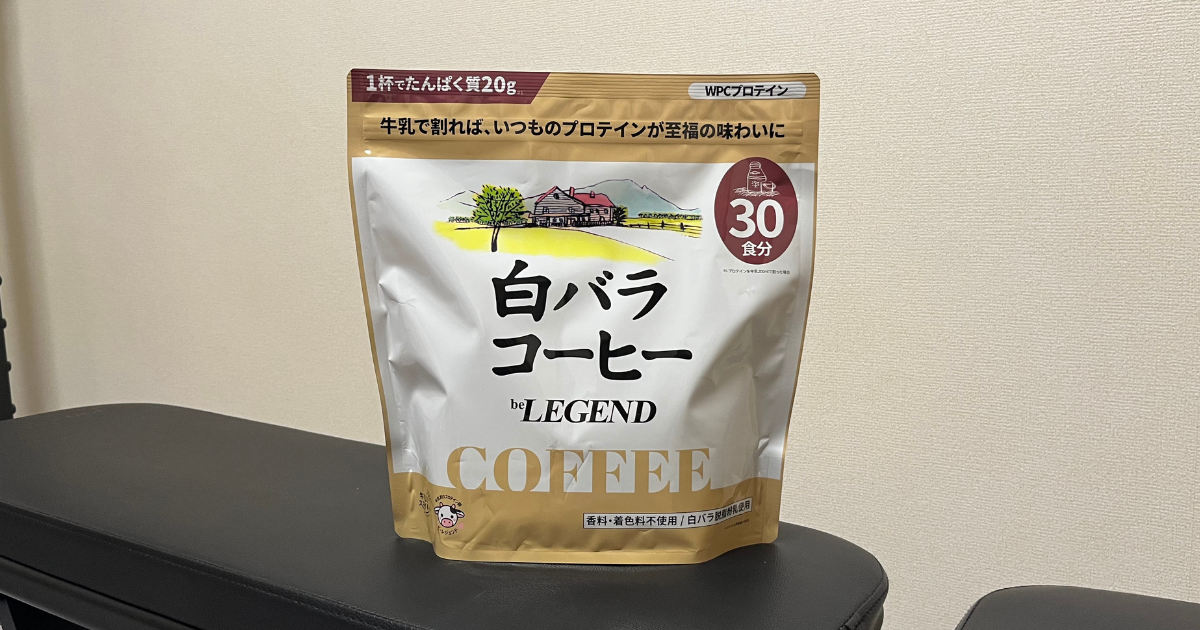 1杯でたんぱく質20g
WPCプロテイン
牛乳で割れば、いつものプロテインが至福の味わいに
30
食分
白バラ
コーヒー
be LEGEND
COFFEE
香料・着色料不使用 / 白バラ脱脂粉乳使用